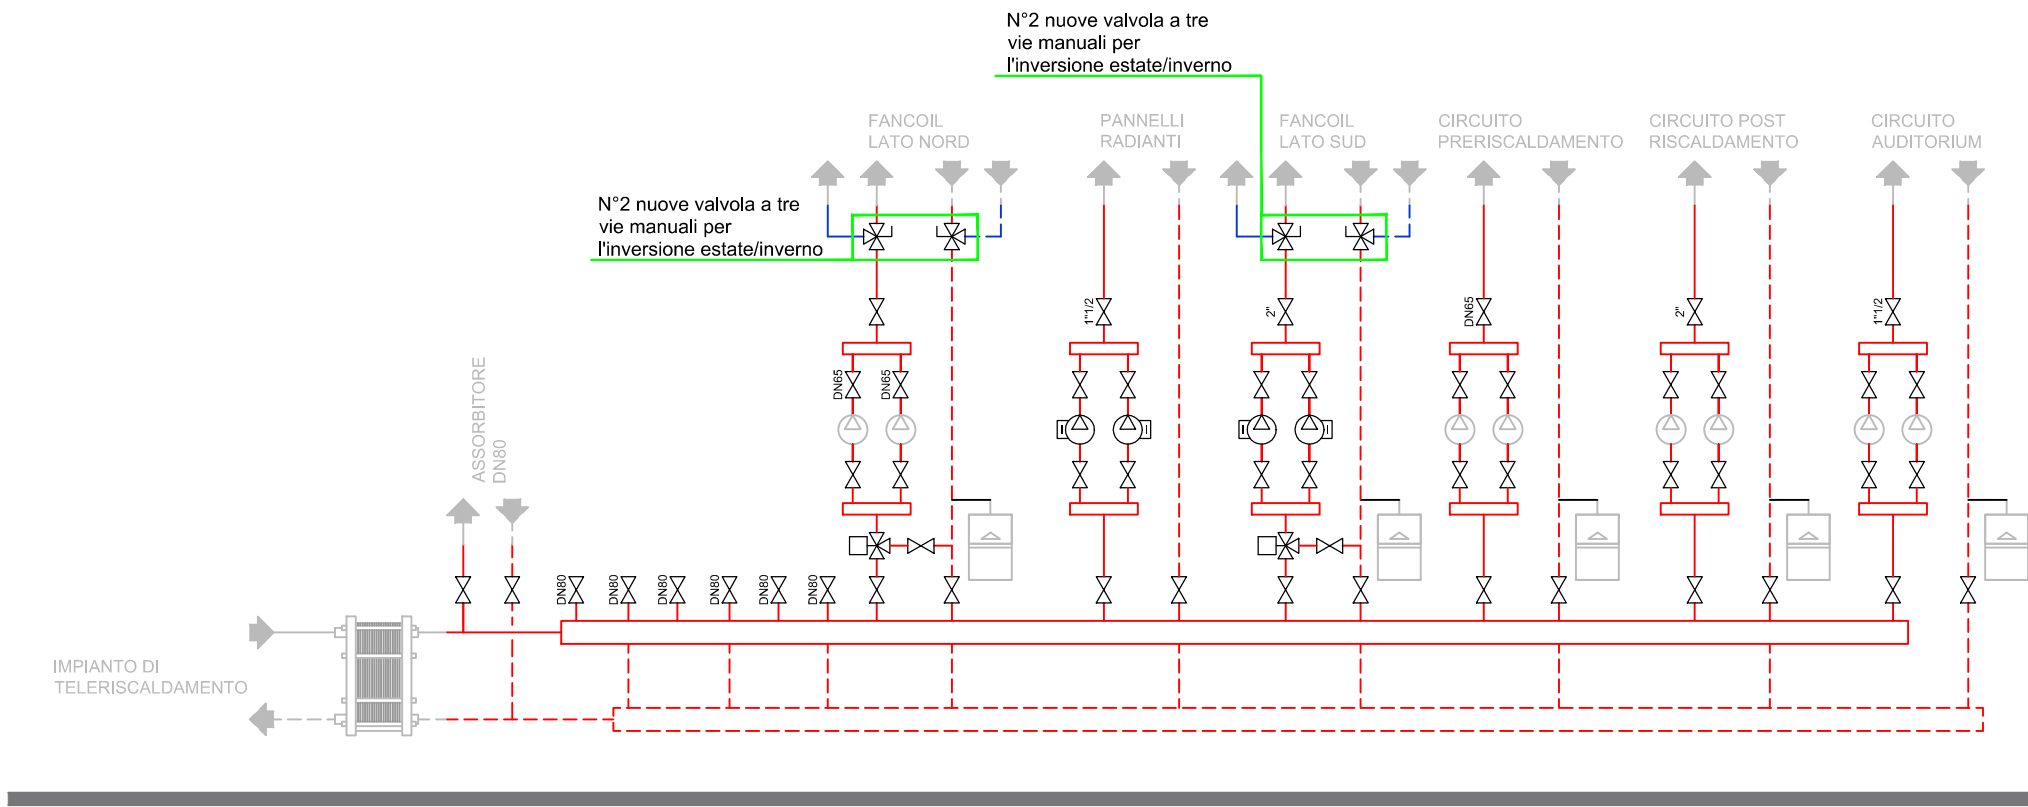 N°2 nuove valvola a tre
vie manuali per
l'inversione estate/inverno
FANCOIL
LATO NORD
PANNELLI
RADIANTI
FANCOIL
LATO SUD
CIRCUITO
PRERISCALDAMENTO
CIRCUITO POST
RISCALDAMENTO
CIRCUITO
AUDITORIUM
N°2 nuove valvola a tre
vie manuali per
l'inversione estate/inverno
1"1/2
2"
DN65
2"
1"1/2
DN65
DN65
ASSORBITORE
DN80
DN80
DN80
DN80
DN80
DN80
DN80
IMPIANTO DI
TELERISCALDAMENTO